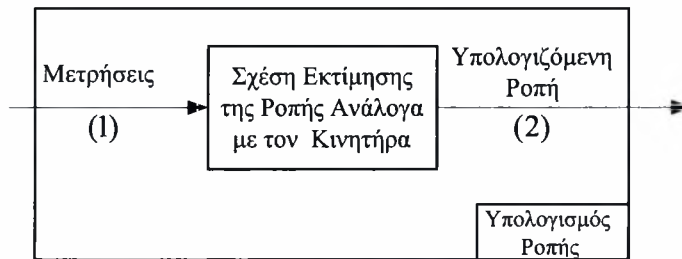 Μετρήσεις
(1)
Σχέση Εκτίμησης
της Ροπής Ανάλογα
με τον Κινητήρα
Υπολογιζόμενη
Ροπή
(2)
Υπολογισμός
Ροπής